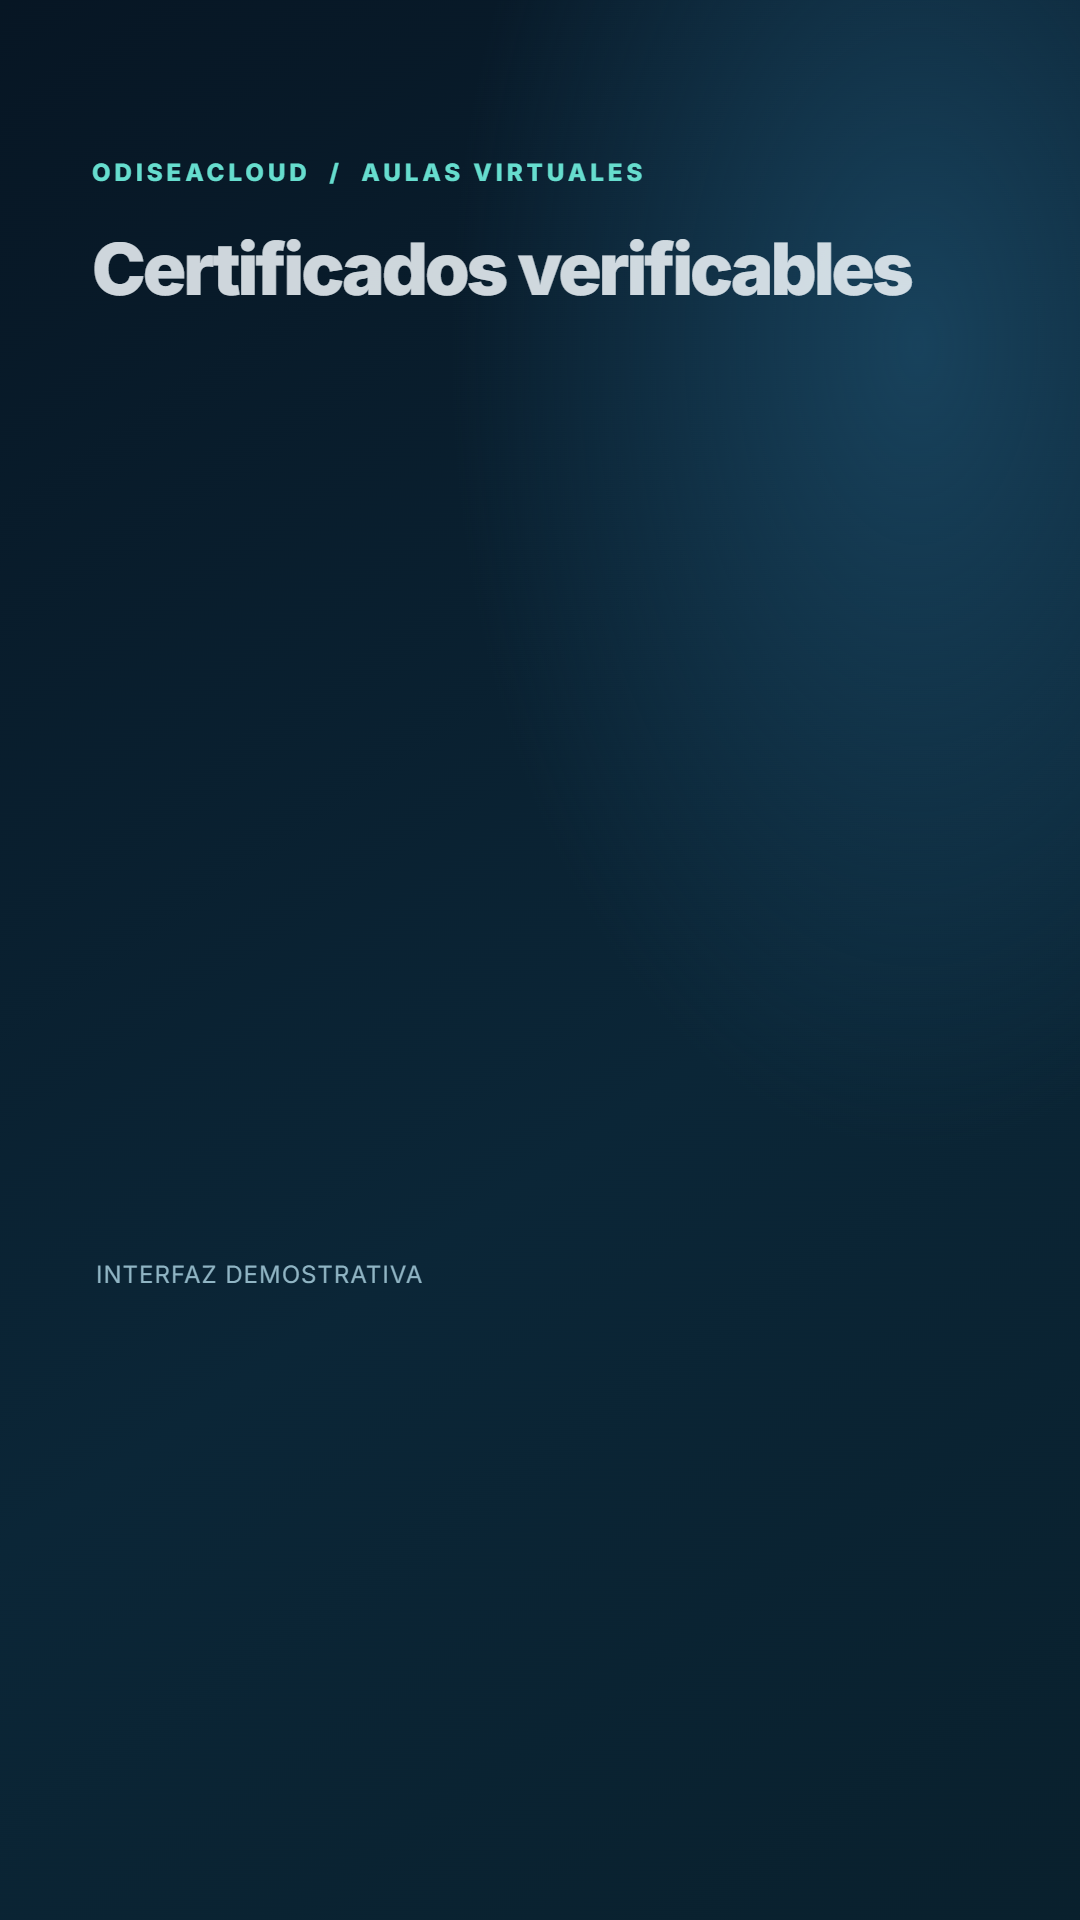 ODISEACLOUD / AULAS VIRTUALES
Certificados verificables
INTERFAZ DEMOSTRATIVA